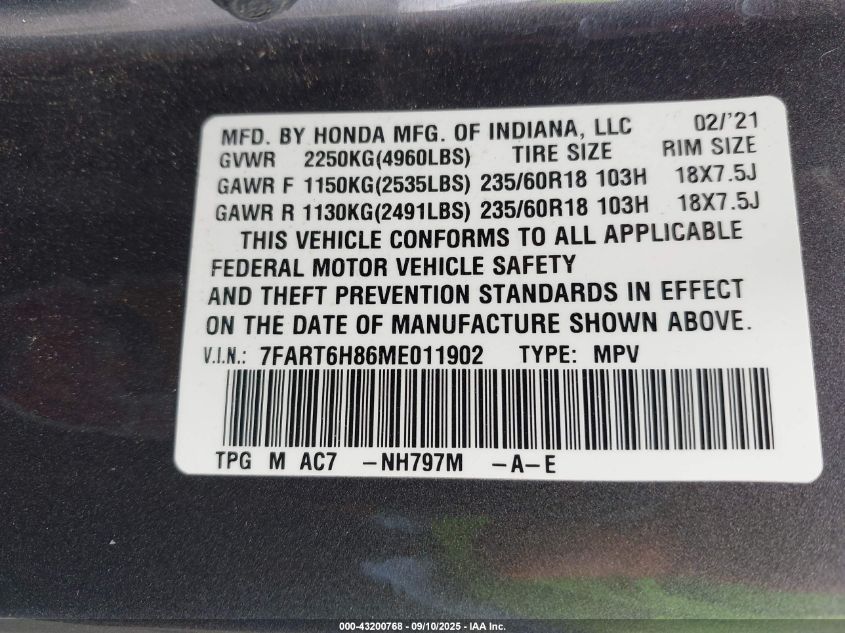 MFD. BY HONDA MFG. OF INDIANA, LLC 02/'21
GVWR 2250KG(4960LBS) TIRE SIZE RIM SIZE
GAWR F 1150KG(2535LBS) 235/60R18 103H 18X7.5J
GAWR R 1130KG(2491LBS) 235/60R18 103H 18X7.5J
THIS VEHICLE CONFORMS TO ALL APPLICABLE
FEDERAL MOTOR VEHICLE SAFETY
AND THEFT PREVENTION STANDARDS IN EFFECT
ON THE DATE OF MANUFACTURE SHOWN ABOVE.
V.I.N.: 7FART6H86ME011902 TYPE: MPV
TPG M AC7 -NH797M -A-E
000-43200768 - 09/10/2025 - IAA Inc.